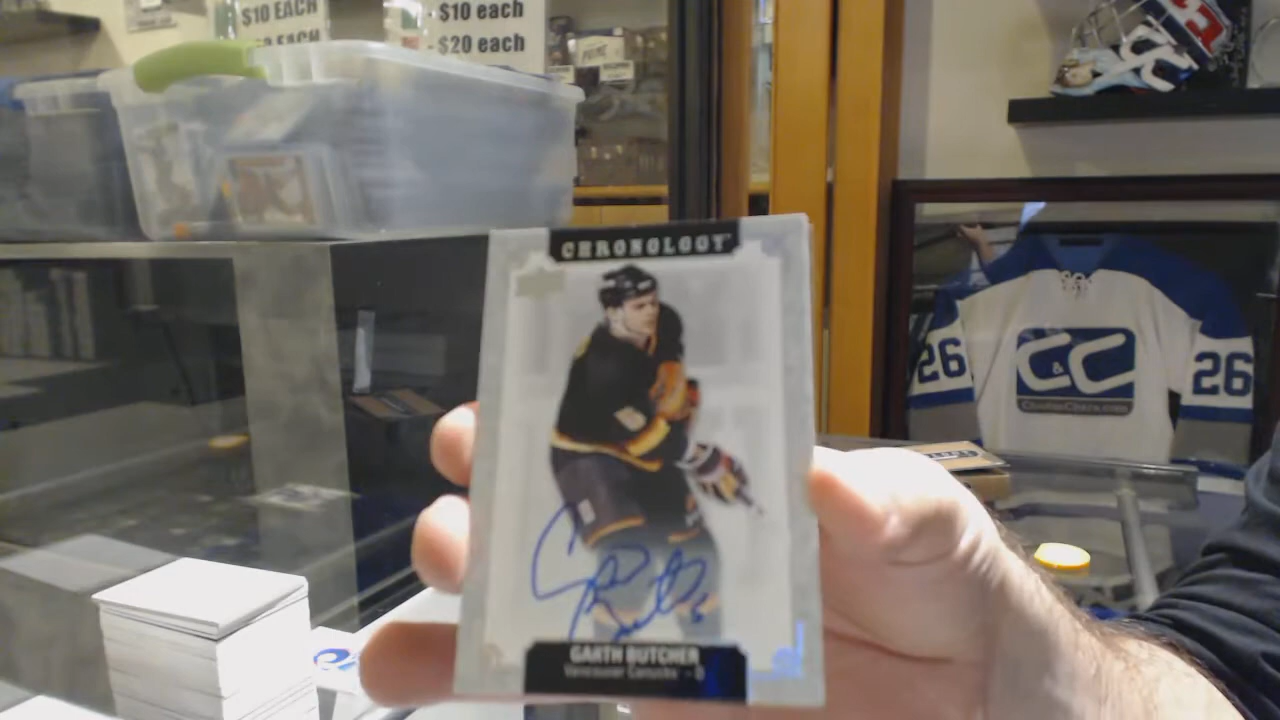 $10 EACH
- $10 each
- $20 each
CHRONOLOGY
26
C&C
26
GARTH BUTCHER
Vancouver Canucks - D